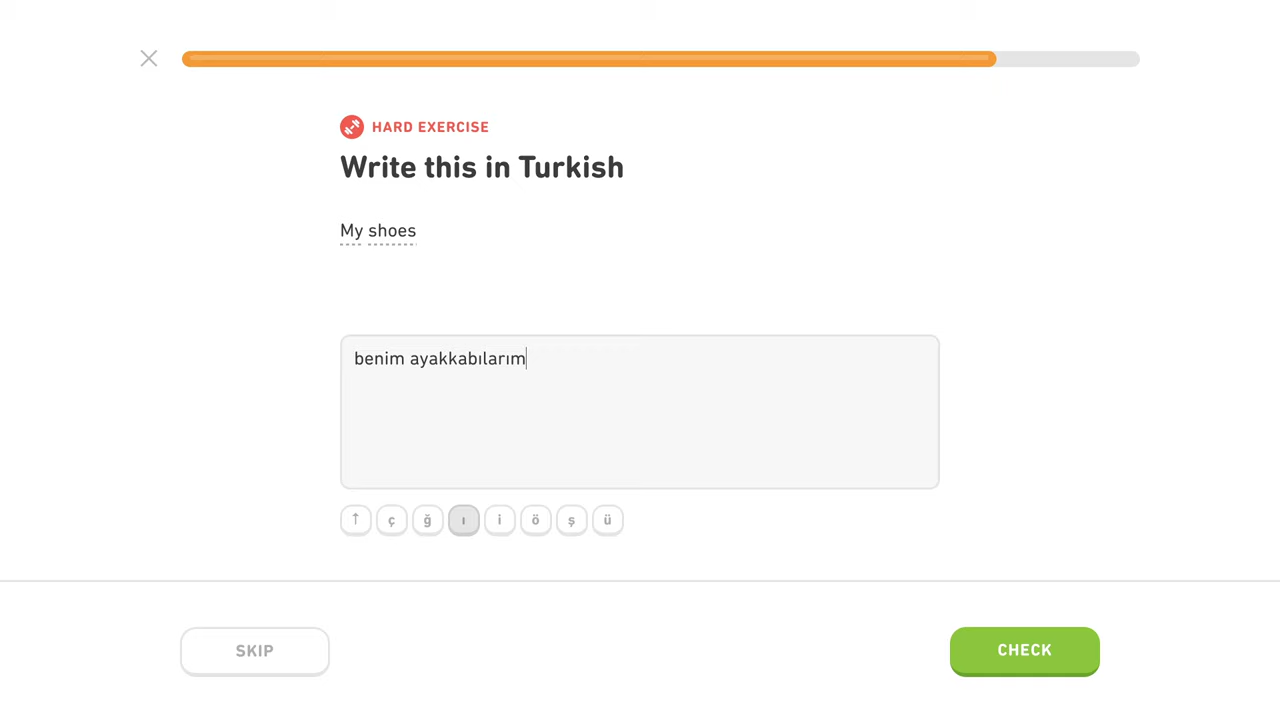 HARD EXERCISE
Write this in Turkish
My shoes
benim ayakkabılarım
↑ ç ğ ı i ö ş ü
SKIP
CHECK